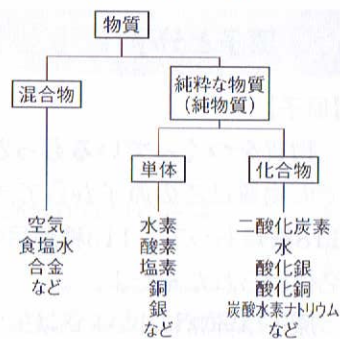 物質
混合物
純粋な物質
(純物質)
単体
化合物
空気
食塩水
合金
など
水素
酸素
塩素
銅
銀
など
二酸化炭素
水
酸化銀
酸化銅
炭酸水素ナトリウム
など